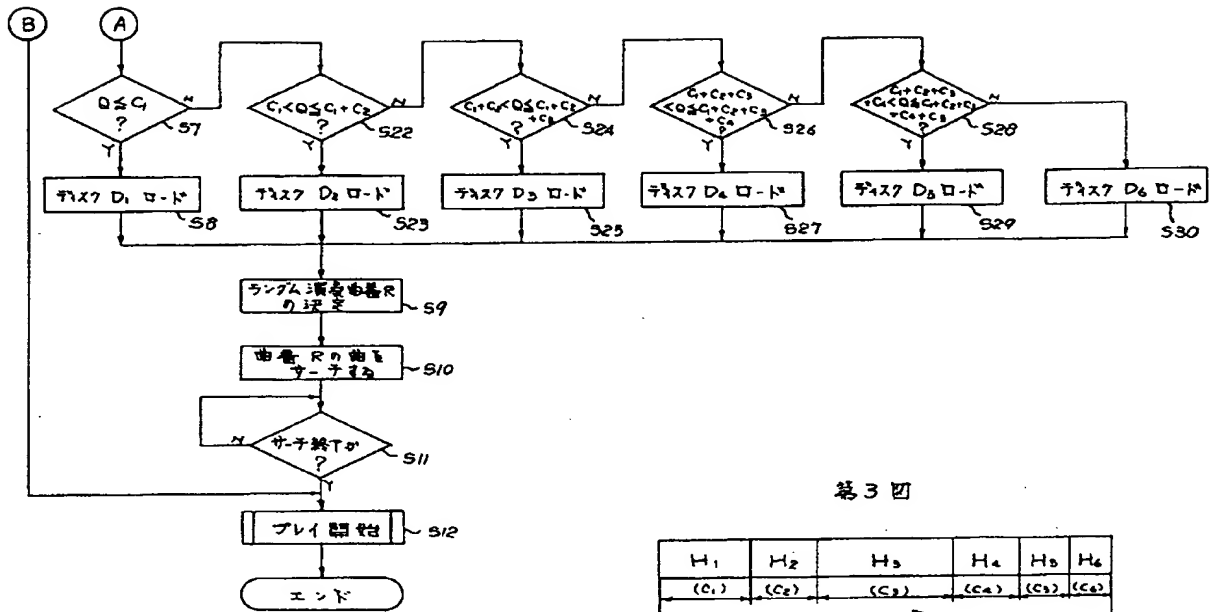 B
A
Q≦C₁
?
N
Y
S7
C₁<Q≦C₁+C₂
?
N
Y
S22
C₁+C₂<Q≦C₁+C₂
+C₃
?
N
Y
S24
C₁+C₂+C₃
<Q≦C₁+C₂+C₃
+C₄
?
N
Y
S26
C₁+C₂+C₃
+C₄<Q≦C₁+C₂+C₃
+C₄+C₅
?
N
Y
S28
ディスク D₁ ロード
S8
ディスク D₂ ロード
S23
ディスク D₃ ロード
S25
ディスク D₄ ロード
S27
ディスク D₅ ロード
S29
ディスク D₆ ロード
S30
ランダム演奏曲番R
の決定
S9
曲番Rの曲を
サーチする
S10
サーチ終了か
?
N
Y
S11
プレイ開始
S12
エンド
第3図
H₁ H₂ H₃ H₄ H₅ H₆
(C₁) (C₂) (C₃) (C₄) (C₅) (C₆)